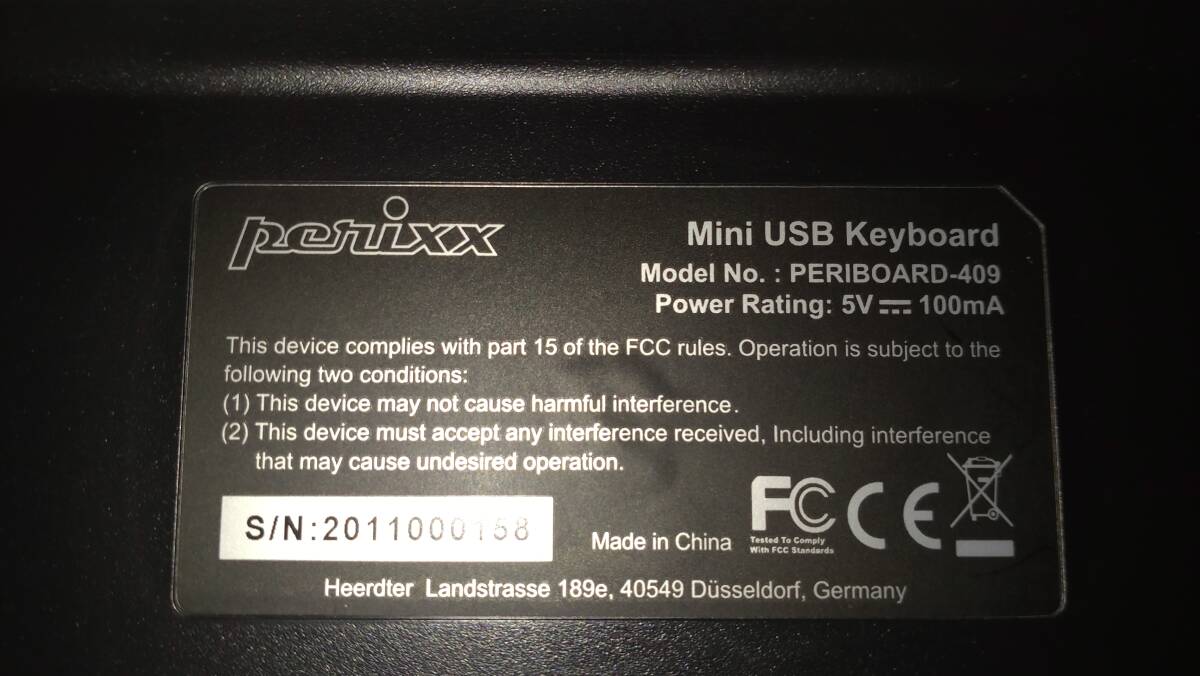 perixx
Mini USB Keyboard
Model No. : PERIBOARD-409
Power Rating: 5V ⎓ 100mA
This device complies with part 15 of the FCC rules. Operation is subject to the
following two conditions:
(1) This device may not cause harmful interference.
(2) This device must accept any interference received, Including interference
that may cause undesired operation.
S/N:2011000158
Made in China
FC
Tested To Comply
With FCC Standards
CE
Heerdter Landstrasse 189e, 40549 Düsseldorf, Germany